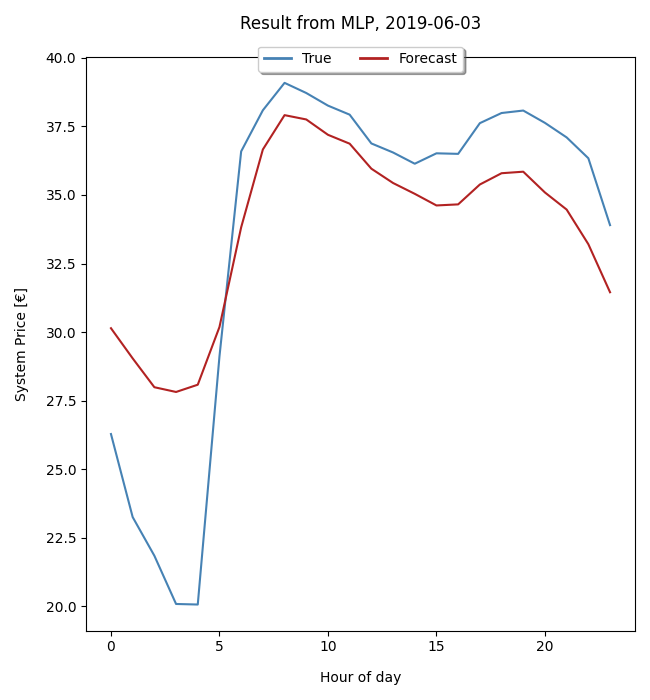 Result from MLP, 2019-06-03
True Forecast
40.0
37.5
35.0
32.5
30.0
27.5
25.0
22.5
20.0
System Price [€]
0 5 10 15 20
Hour of day